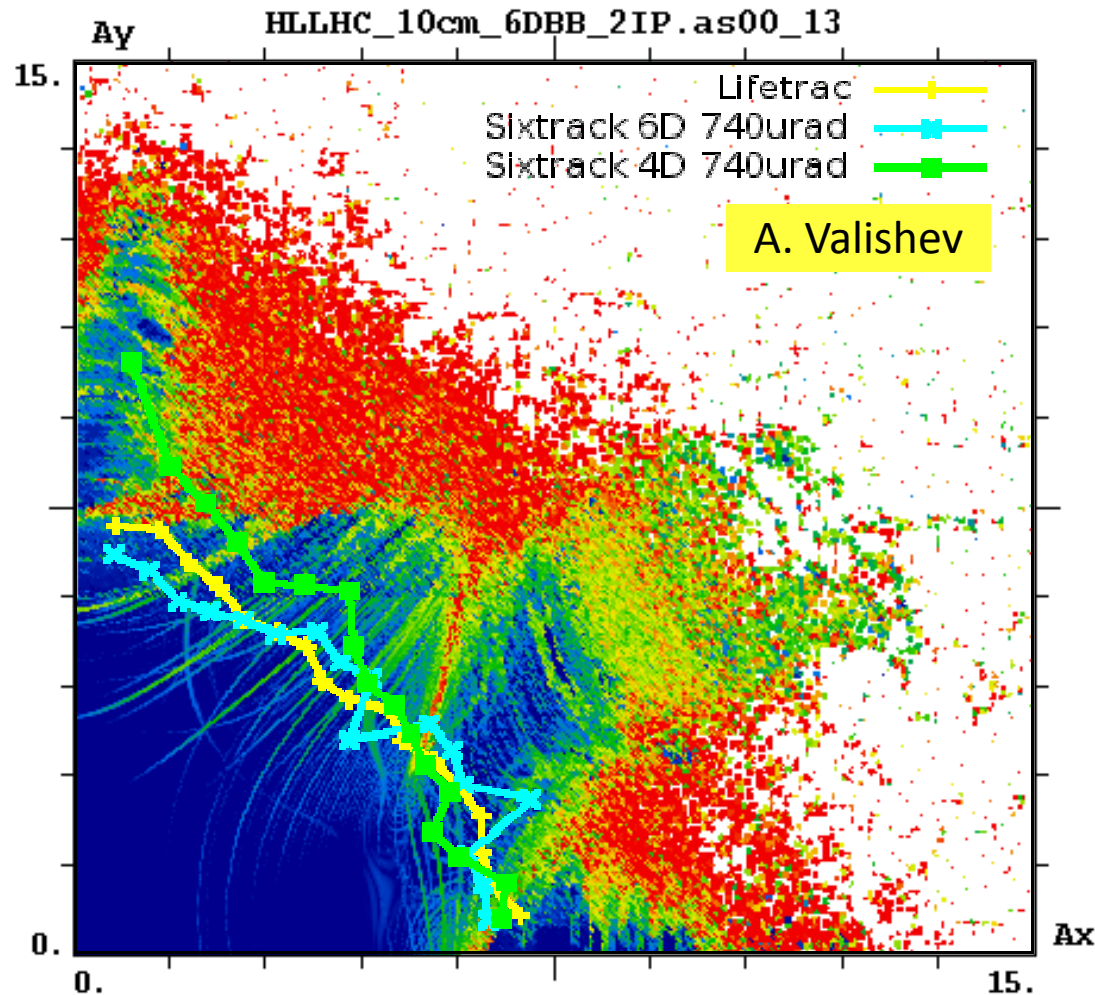 HLLHC_10cm_6DBB_2IP.as00_13
Ay
15.
Lifetrac
Sixtrack 6D 740urad
Sixtrack 4D 740urad
A. Valishev
0.
Ax
0.
15.